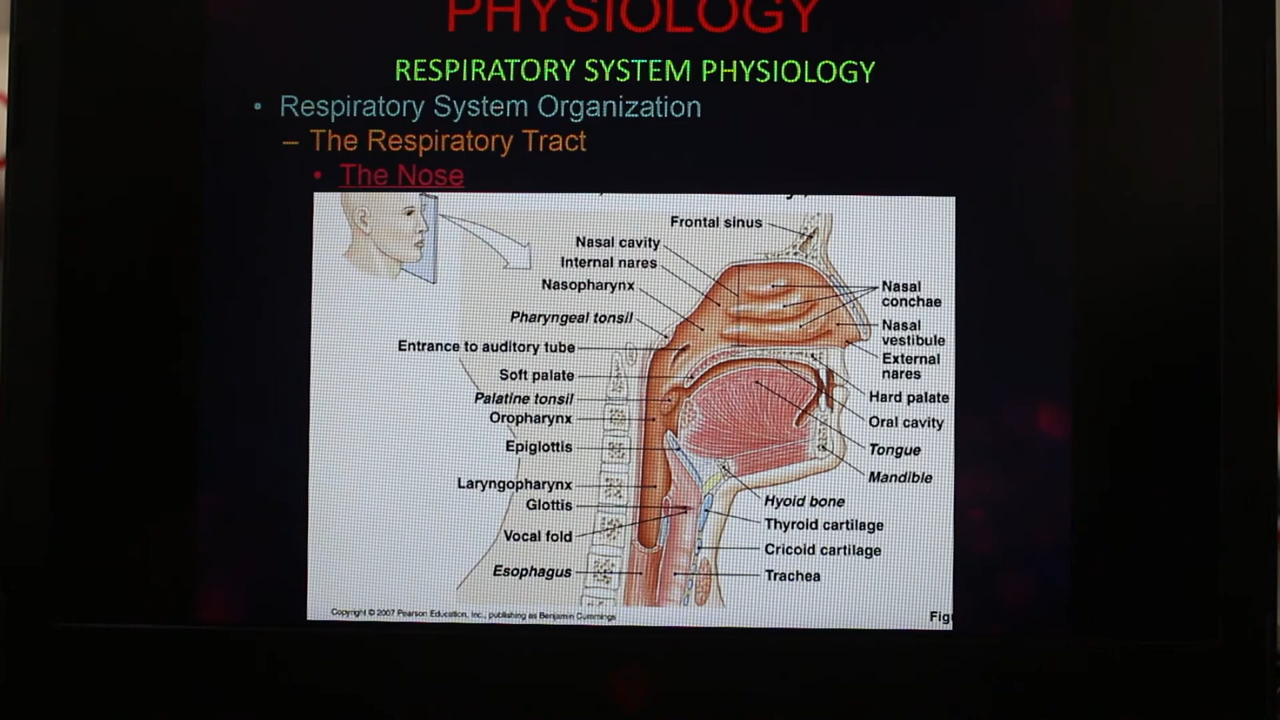 PHYSIOLOGY
RESPIRATORY SYSTEM PHYSIOLOGY
• Respiratory System Organization
– The Respiratory Tract
• The Nose
Frontal sinus
Nasal cavity
Internal nares
Nasopharynx
Pharyngeal tonsil
Entrance to auditory tube
Soft palate
Palatine tonsil
Oropharynx
Epiglottis
Laryngopharynx
Glottis
Vocal fold
Esophagus
Nasal
conchae
Nasal
vestibule
External
nares
Hard palate
Oral cavity
Tongue
Mandible
Hyoid bone
Thyroid cartilage
Cricoid cartilage
Trachea
Copyright © 2007 Pearson Education, Inc., publishing as Benjamin Cummings
Fig